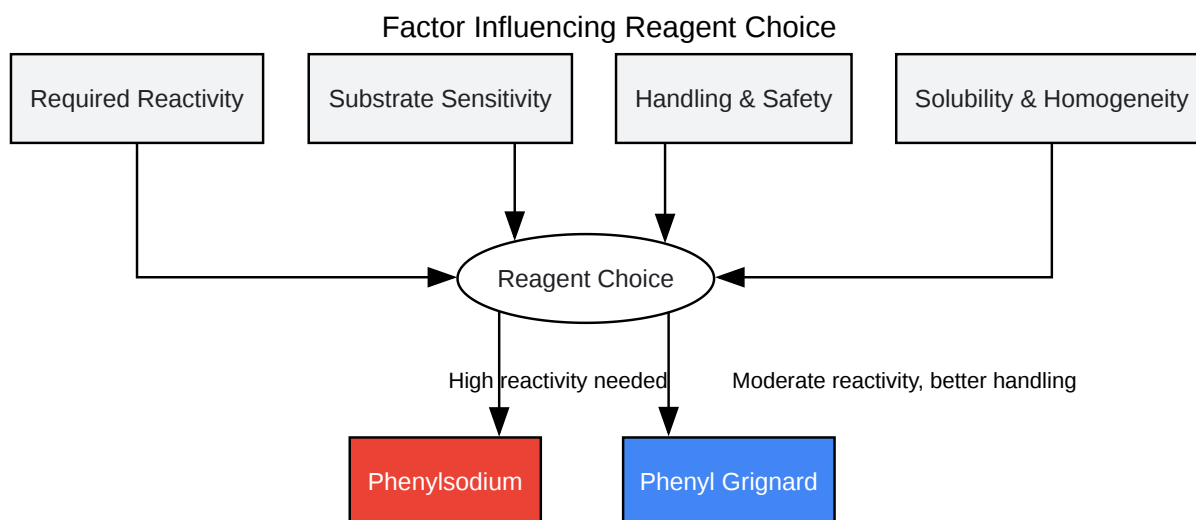 Factor Influencing Reagent Choice
Required Reactivity
Substrate Sensitivity
Handling & Safety
Solubility & Homogeneity
Reagent Choice
High reactivity needed
Moderate reactivity, better handling
Phenylsodium
Phenyl Grignard